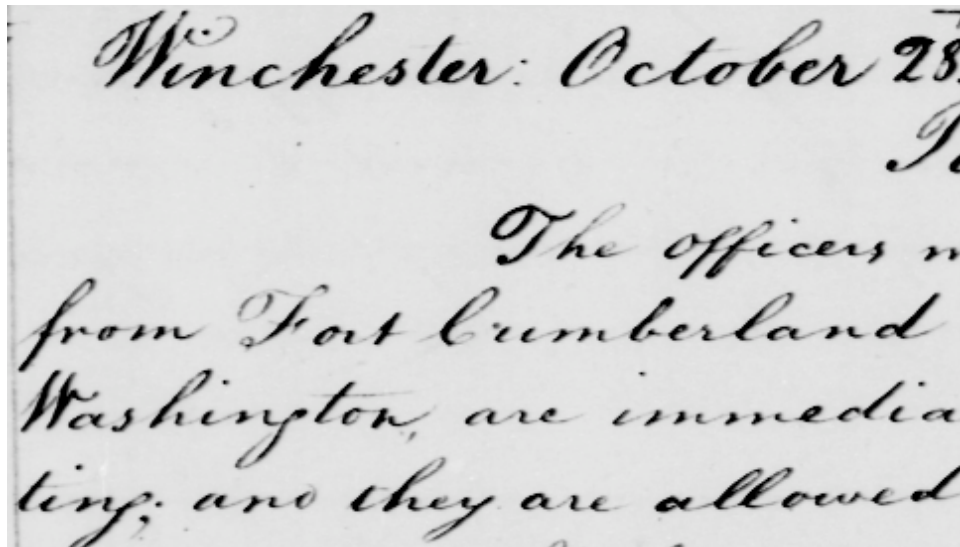 Winchester: October 28
The officers
from Fort Cumberland
Washington, are immedia
ting; and they are allowed